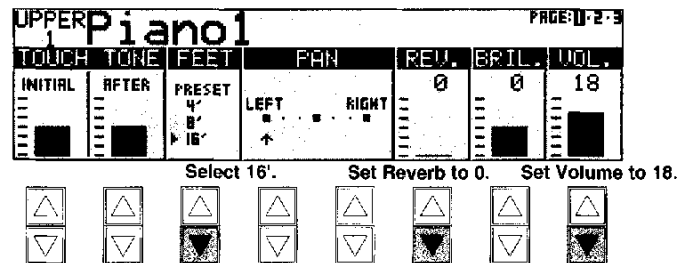 UPPER 1 Piano1 PAGE:1·2·3
TOUCH TONE FEET PAN REV. BRIL. VOL.
INITIAL AFTER PRESET 0 0 18
4'
LEFT RIGHT
8'
16'
Select 16'. Set Reverb to 0. Set Volume to 18.